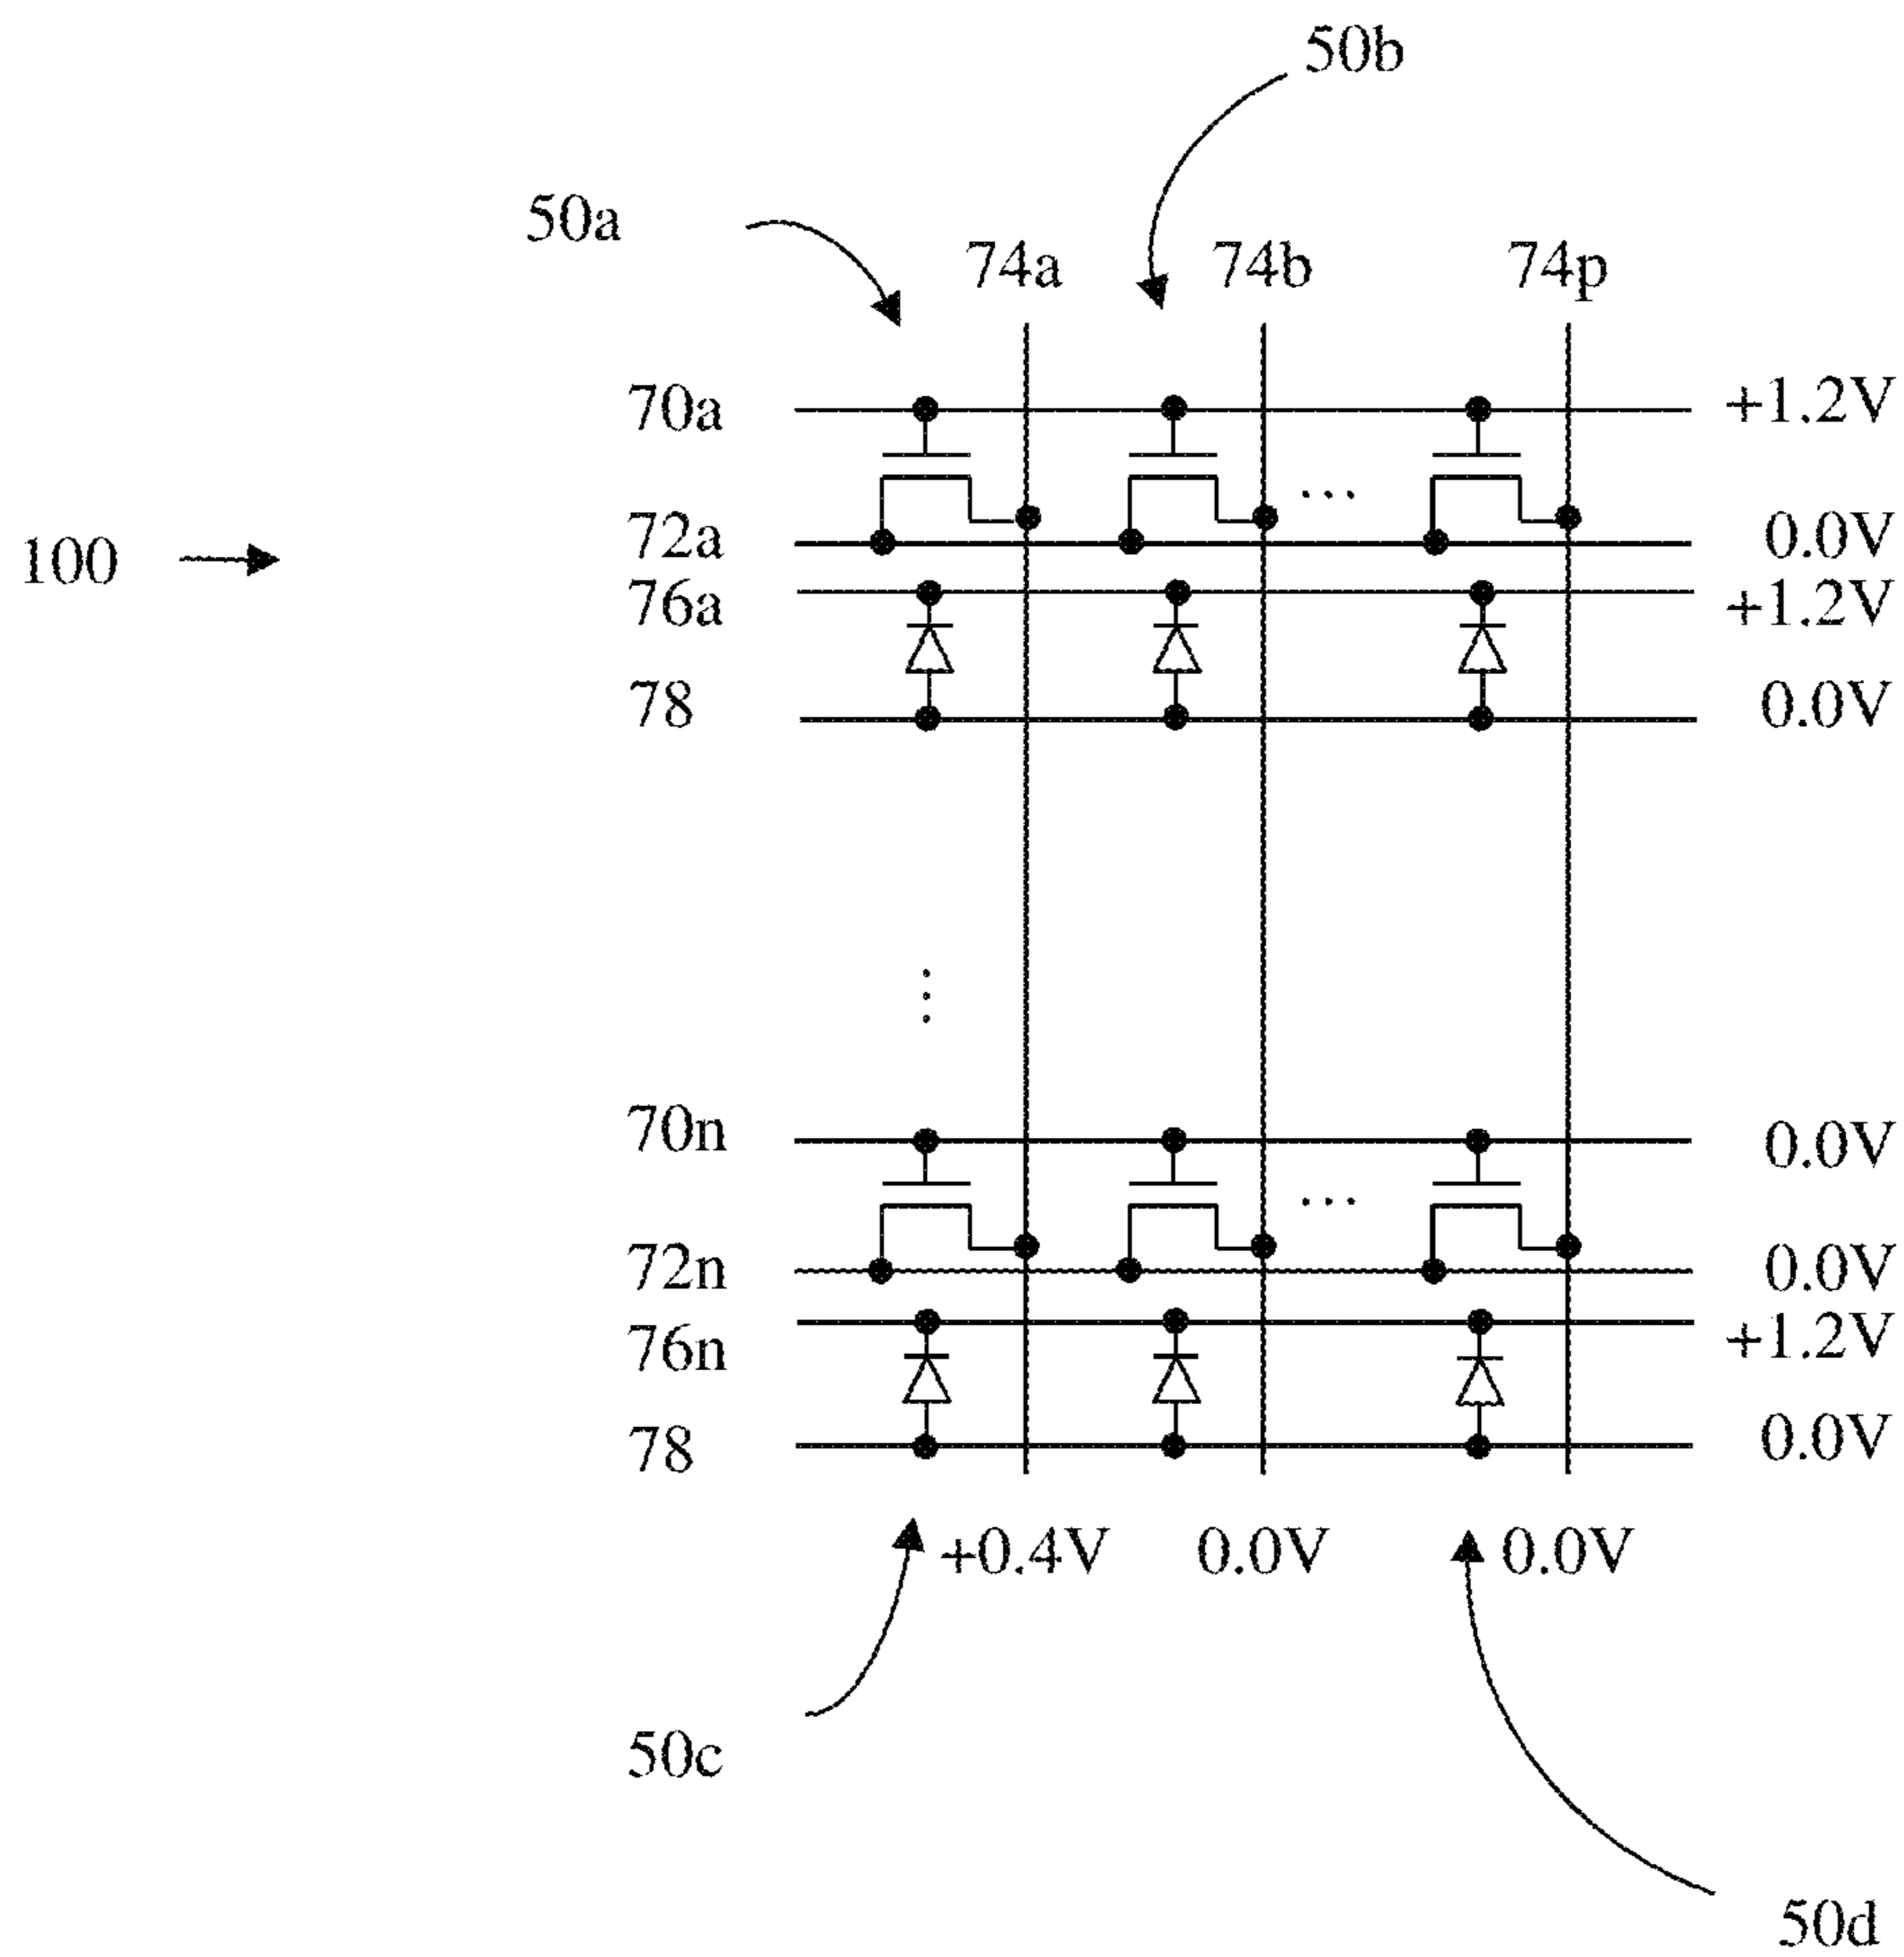 50b
50a
74a 74b 74p
70a +1.2V
...
72a 0.0V
100
76a +1.2V
78 0.0V
70n 0.0V
...
72n 0.0V
76n +1.2V
78 0.0V
+0.4V 0.0V 0.0V
50c
50d